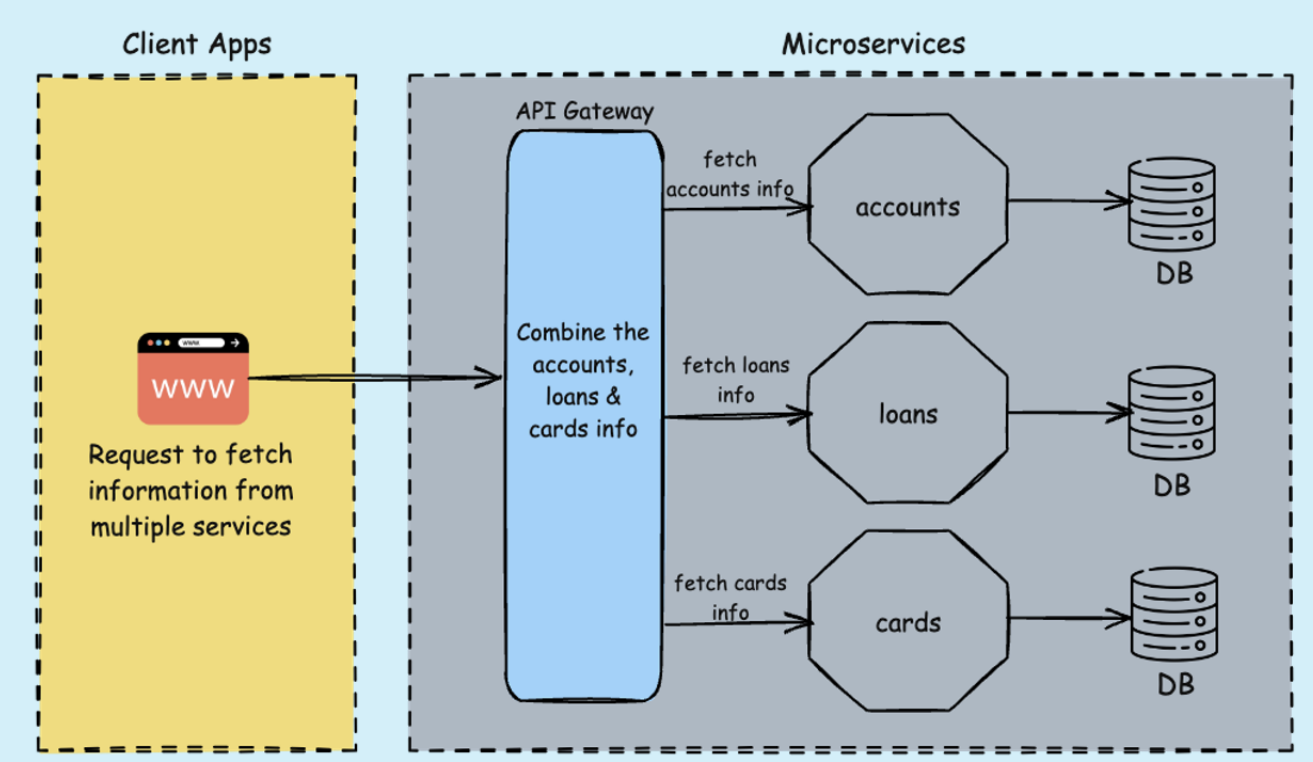 Client Apps
Microservices
API Gateway
fetch
accounts info
accounts
DB
www
WWW
Combine the
accounts,
loans &
cards info
fetch loans
info
loans
DB
Request to fetch
information from
multiple services
fetch cards
info
cards
DB